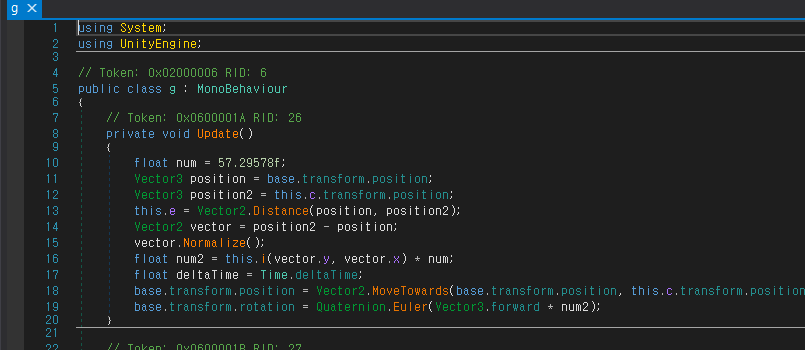 g ×
1 using System;
2 using UnityEngine;
3
4 // Token: 0x02000006 RID: 6
5 public class g : MonoBehaviour
6 {
7 // Token: 0x0600001A RID: 26
8 private void Update()
9 {
10 float num = 57.29578f;
11 Vector3 position = base.transform.position;
12 Vector3 position2 = this.c.transform.position;
13 this.e = Vector2.Distance(position, position2);
14 Vector2 vector = position2 - position;
15 vector.Normalize();
16 float num2 = this.i(vector.y, vector.x) * num;
17 float deltaTime = Time.deltaTime;
18 base.transform.position = Vector2.MoveTowards(base.transform.position, this.c.transform.position
19 base.transform.rotation = Quaternion.Euler(Vector3.forward * num2);
20 }
21
22 // Token: 0x0600001B RID: 27